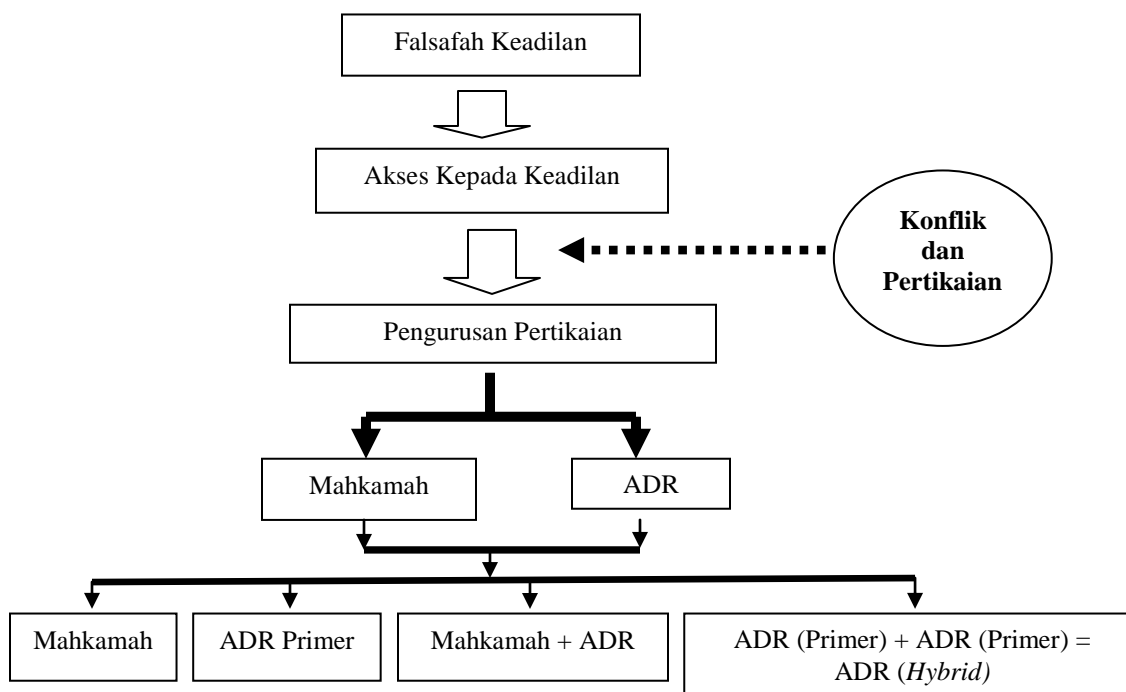 Falsafah Keadilan
Akses Kepada Keadilan
Konflik
dan
Pertikaian
Pengurusan Pertikaian
Mahkamah
ADR
Mahkamah
ADR Primer
Mahkamah + ADR
ADR (Primer) + ADR (Primer) =
ADR (Hybrid)